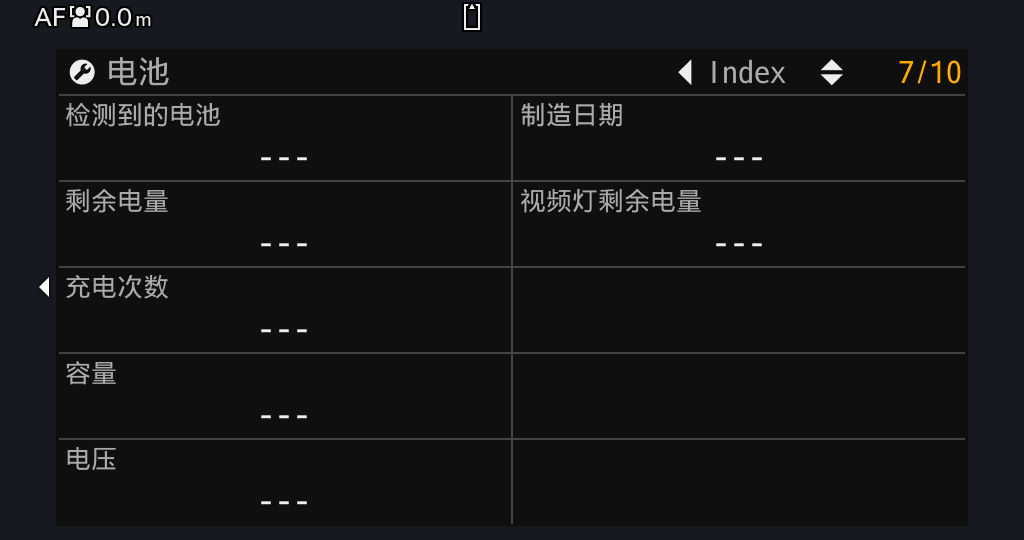 AF 0.0m
电池 Index 7/10
检测到的电池 制造日期
--- ---
剩余电量 视频灯剩余电量
--- ---
充电次数
---
容量
---
电压
---